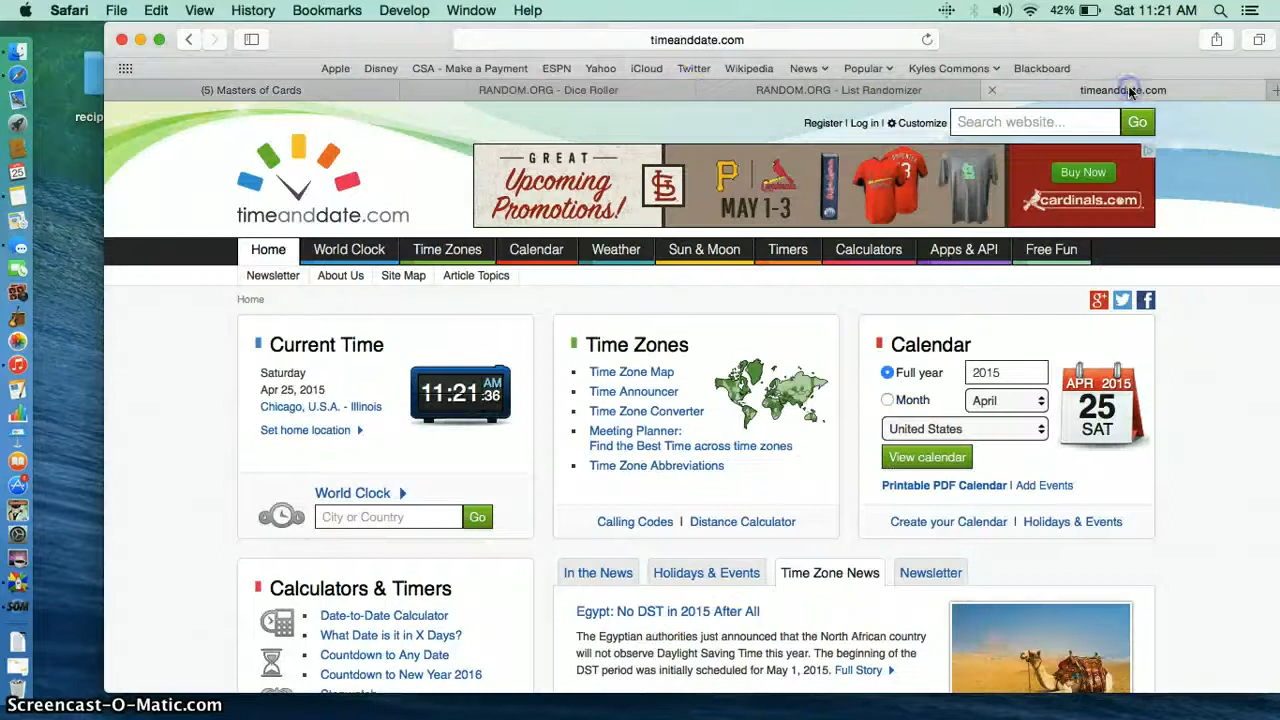 Safari File Edit View History Bookmarks Develop Window Help 42% Sat 11:21 AM
timeanddate.com
Apple Disney CSA - Make a Payment ESPN Yahoo iCloud Twitter Wikipedia News Popular Kyles Commons Blackboard
(5) Masters of Cards RANDOM.ORG - Dice Roller RANDOM.ORG - List Randomizer timeanddate.com
recip
Register | Log in | Customize Search website... Go
timeanddate.com
GREAT
Upcoming
Promotions!
MAY 1-3
Buy Now
cardinals.com
Home World Clock Time Zones Calendar Weather Sun & Moon Timers Calculators Apps & API Free Fun
Newsletter About Us Site Map Article Topics
Home
Current Time
Saturday
Apr 25, 2015
Chicago, U.S.A. - Illinois
Set home location
11:21 AM 36
World Clock
City or Country Go
Time Zones
Time Zone Map
Time Announcer
Time Zone Converter
Meeting Planner:
Find the Best Time across time zones
Time Zone Abbreviations
Calling Codes | Distance Calculator
Calendar
Full year 2015
Month April
United States
View calendar
APR 2015
25
SAT
Printable PDF Calendar | Add Events
Create your Calendar | Holidays & Events
Calculators & Timers
Date-to-Date Calculator
What Date is it in X Days?
Countdown to Any Date
Countdown to New Year 2016
In the News Holidays & Events Time Zone News Newsletter
Egypt: No DST in 2015 After All
The Egyptian authorities just announced that the North African country
will not observe Daylight Saving Time this year. The beginning of the
DST period was initially scheduled for May 1, 2015. Full Story
Screencast-O-Matic.com